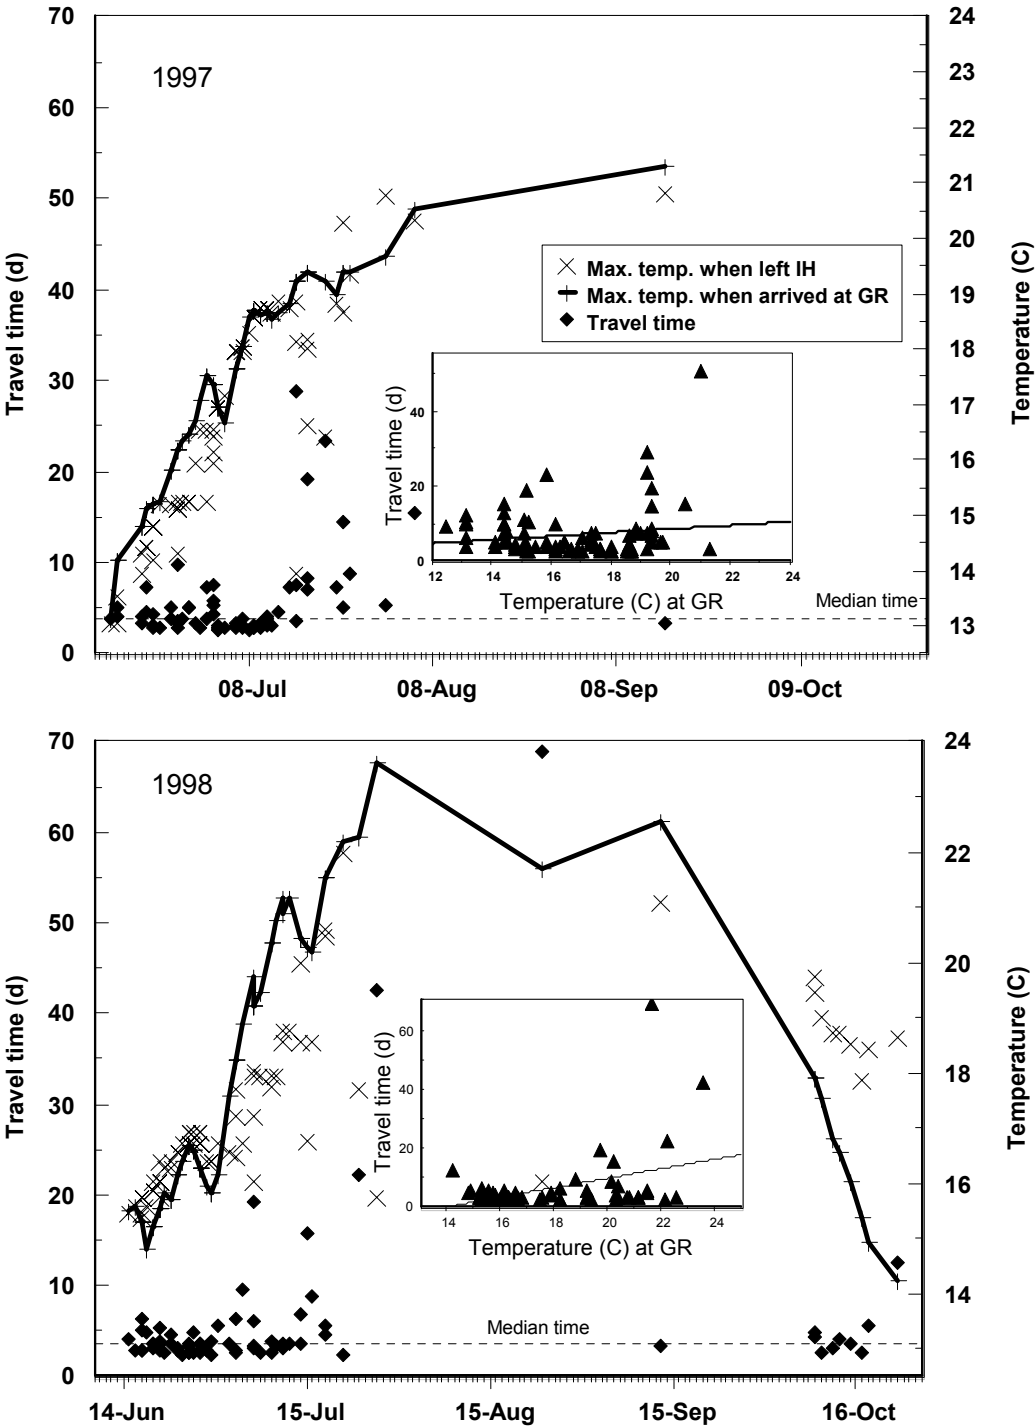 70
24
1997
23
60
22
50
21
20
Max. temp. when left IH
Max. temp. when arrived at GR
Travel time
40
19
Travel time (d)
Temperature (C)
30
18
17
20
16
15
10
14
0
13
Travel time (d)
40
20
0
12 14 16 18 20 22 24
Temperature (C) at GR
Median time
08-Jul 08-Aug 08-Sep 09-Oct
70
24
1998
60
22
50
20
40
Travel time (d)
Temperature (C)
18
30
20
16
10
14
0
Travel time (d)
60
40
20
0
14 16 18 20 22 24
Temperature (C) at GR
Median time
14-Jun 15-Jul 15-Aug 15-Sep 16-Oct